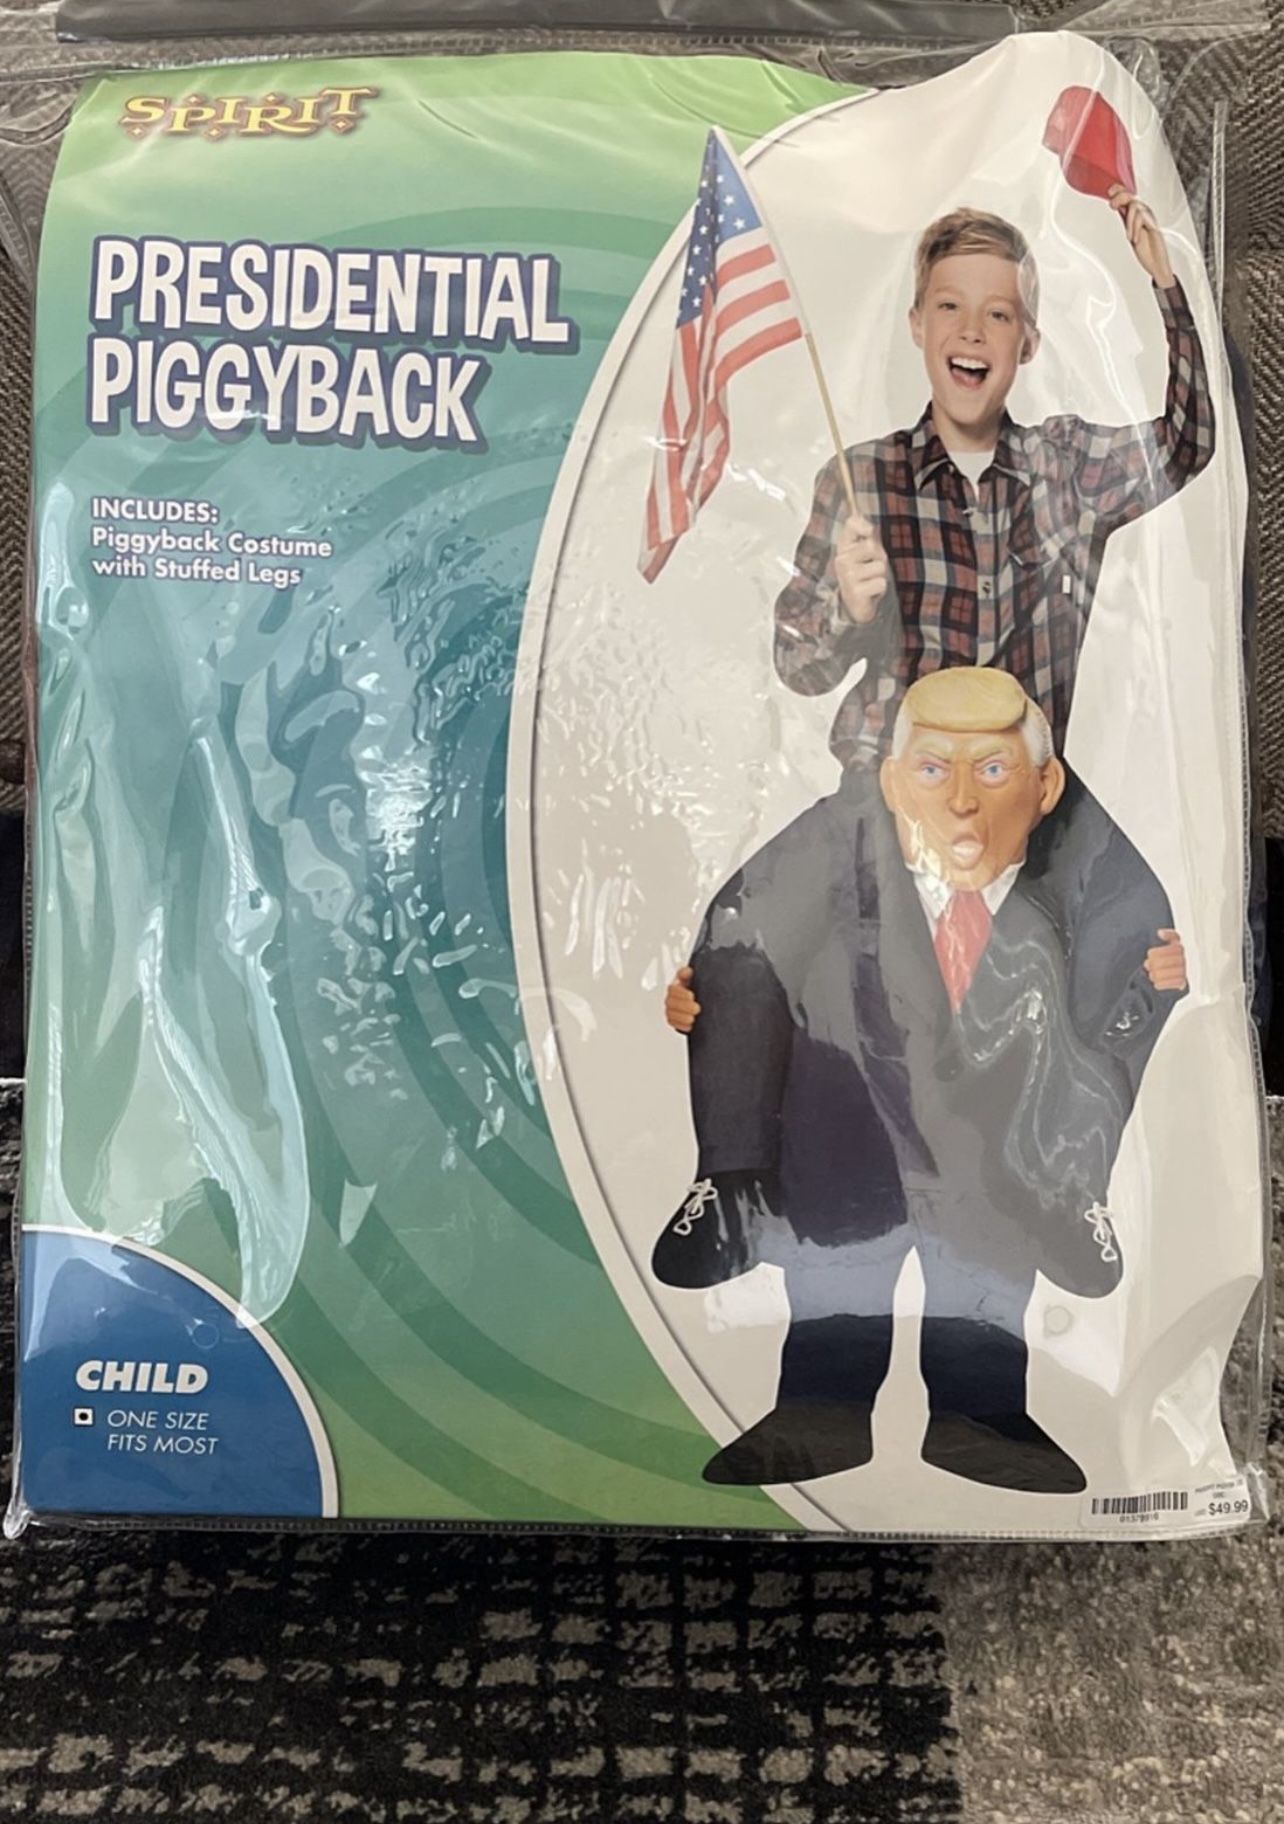 SPIRIT
PRESIDENTIAL
PIGGYBACK
INCLUDES:
Piggyback Costume
with Stuffed Legs
CHILD
ONE SIZE
FITS MOST
$49.99